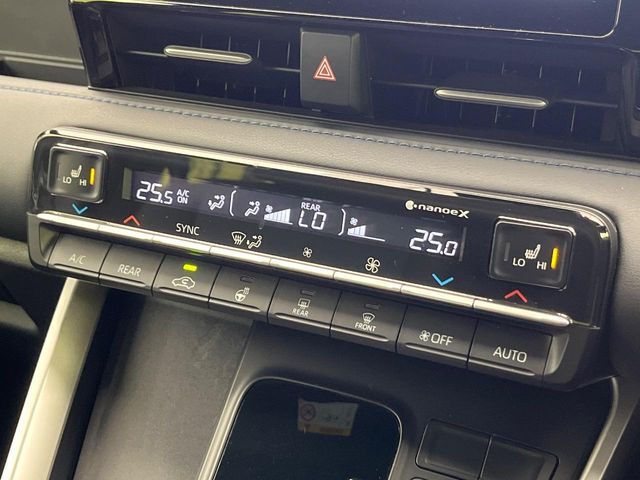 LO HI
25.5 A/C ON
REAR
LO
nanoeX
25.0
LO HI
SYNC
A/C
REAR
REAR
FRONT
OFF
AUTO